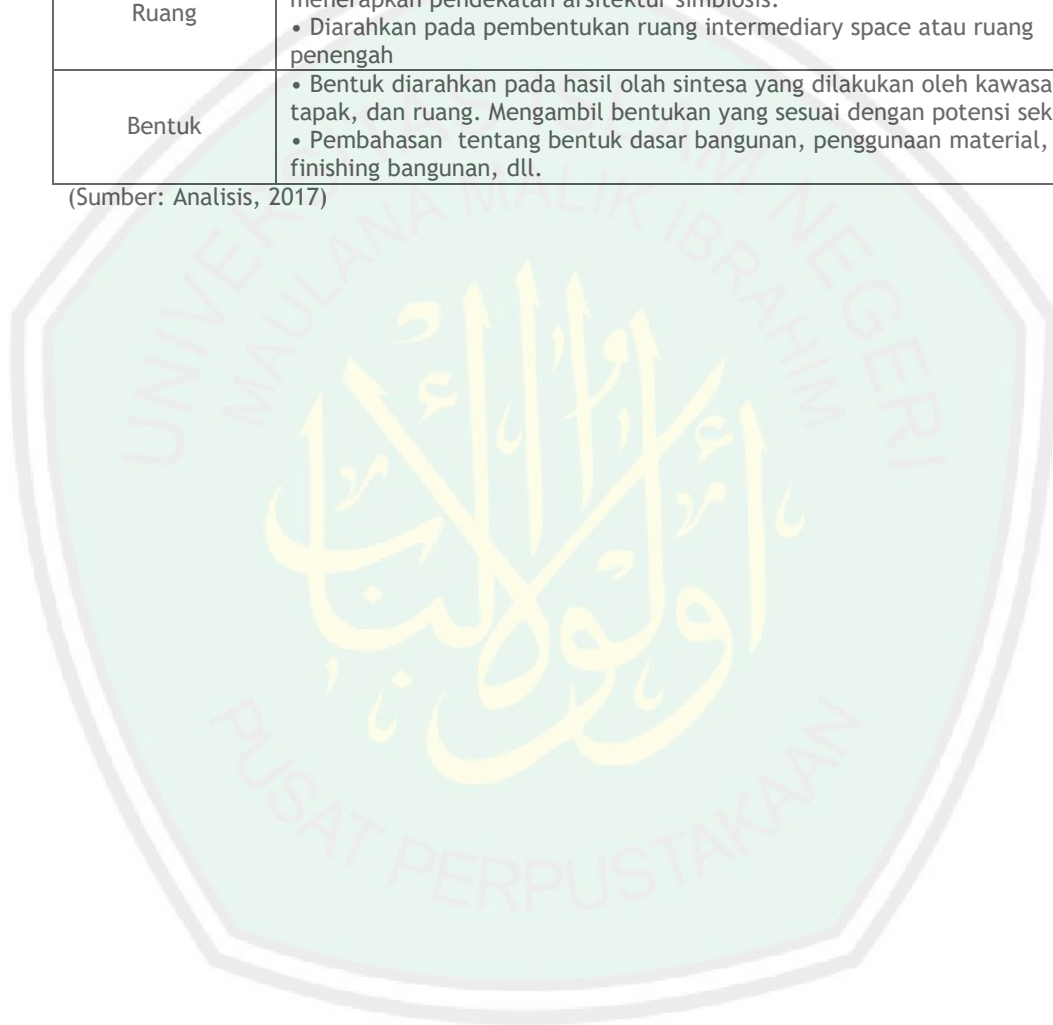 menerapkan pendekatan arsitektur simbiosis.
Ruang
• Diarahkan pada pembentukan ruang intermediary space atau ruang
penengah
• Bentuk diarahkan pada hasil olah sintesa yang dilakukan oleh
tapak, dan ruang. Mengambil bentukan yang sesuai dengan potensi
Bentuk
• Pembahasan tentang bentuk dasar bangunan, penggunaan material,
finishing bangunan, dll.
(Sumber: Analisis, 2017)
UNIVERSITAS ISLAM NEGERI
MAULANA MALIK IBRAHIM
أولو الألباب
PUSAT PERPUSTAKAAN